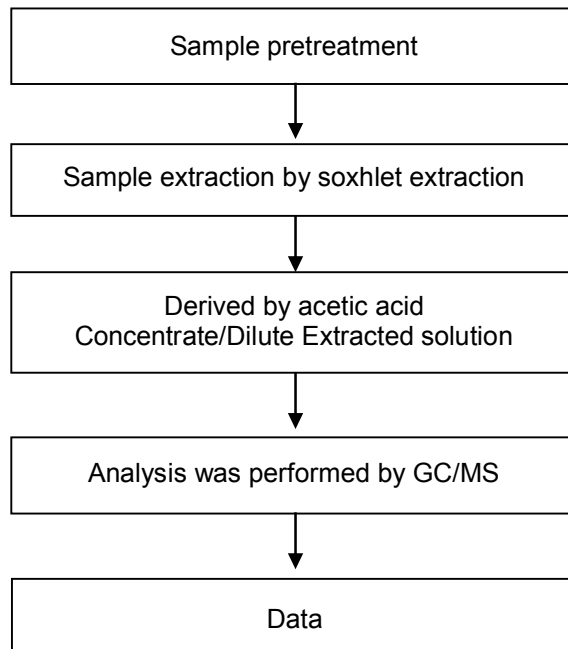 Sample pretreatment
Sample extraction by soxhlet extraction
Derived by acetic acid
Concentrate/Dilute Extracted solution
Analysis was performed by GC/MS
Data